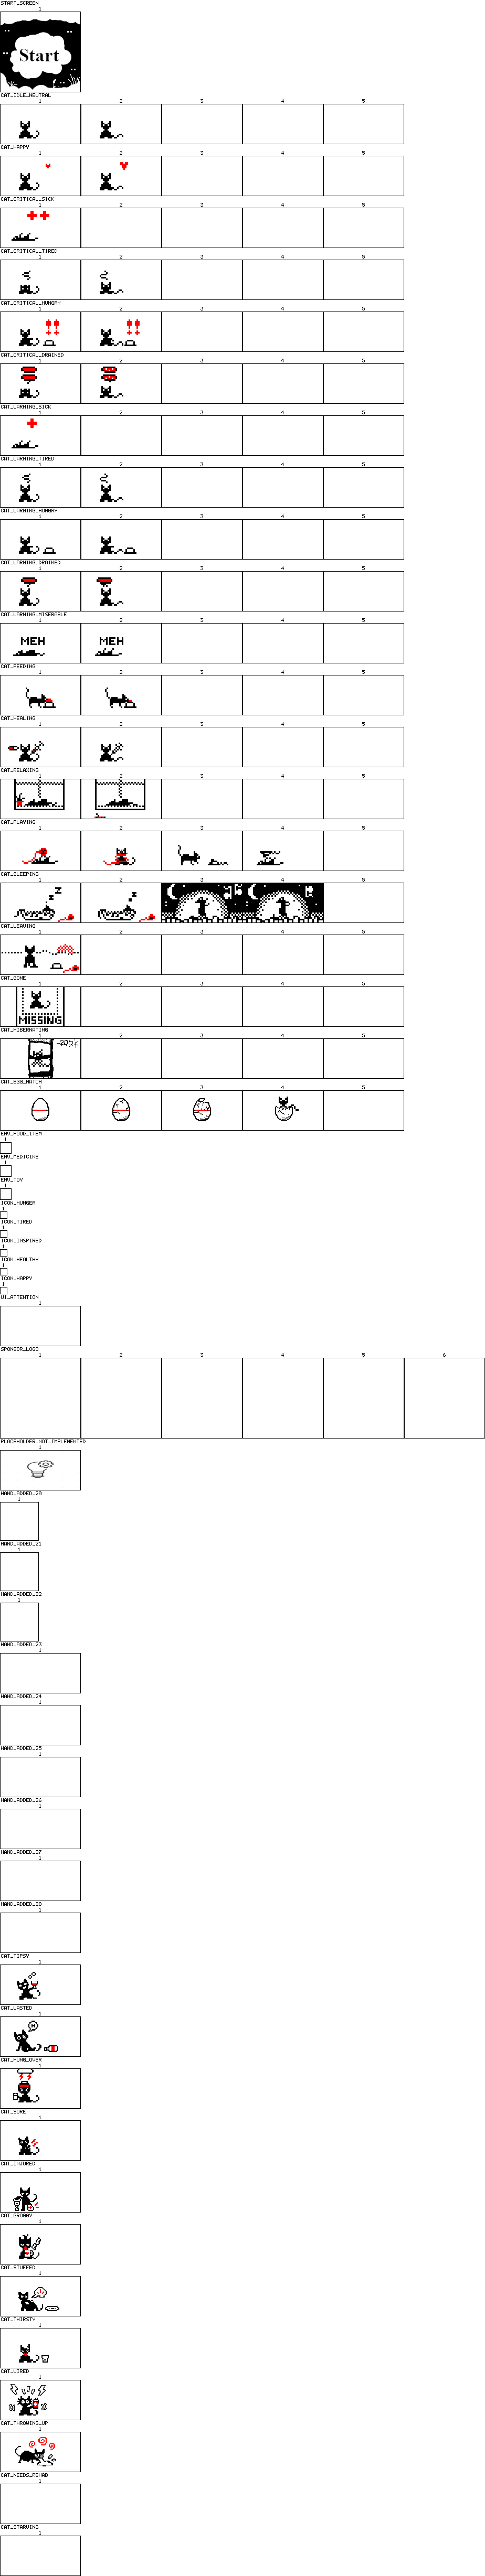 START_SCREEN
1
Start
CAT_IDLE_NEUTRAL
1 2 3 4 5
CAT_HAPPY
1 2 3 4 5
CAT_CRITICAL_SICK
1 2 3 4 5
CAT_CRITICAL_TIRED
1 2 3 4 5
CAT_CRITICAL_HUNGRY
1 2 3 4 5
CAT_CRITICAL_DRAINED
1 2 3 4 5
CAT_WARNING_SICK
1 2 3 4 5
CAT_WARNING_TIRED
1 2 3 4 5
CAT_WARNING_HUNGRY
1 2 3 4 5
CAT_WARNING_DRAINED
1 2 3 4 5
CAT_WARNING_MISERABLE
1 2 3 4 5
MEH MEH
CAT_FEEDING
1 2 3 4 5
CAT_HEALING
1 2 3 4 5
CAT_RELAXING
1 2 3 4 5
CAT_PLAYING
1 2 3 4 5
CAT_SLEEPING
1 2 3 4 5
Z Z Z
CAT_LEAVING
1 2 3 4 5
CAT_GONE
1 2 3 4 5
MISSING
CAT_HIBERNATING
1 2 3 4 5
CAT_EGG_HATCH
1 2 3 4 5
ENV_FOOD_ITEM
1
ENV_MEDICINE
1
ENV_TOY
1
ICON_HUNGER
1
ICON_TIRED
1
ICON_INSPIRED
1
ICON_HEALTHY
1
ICON_HAPPY
1
UI_ATTENTION
1
SPONSOR_LOGO
1 2 3 4 5 6
PLACEHOLDER_NOT_IMPLEMENTED
1
HAND_ADDED_20
1
HAND_ADDED_21
1
HAND_ADDED_22
1
HAND_ADDED_23
1
HAND_ADDED_24
1
HAND_ADDED_25
1
HAND_ADDED_26
1
HAND_ADDED_27
1
HAND_ADDED_28
1
CAT_TIPSY
1
CAT_WASTED
1
CAT_HUNG_OVER
1
CAT_SORE
1
CAT_INJURED
1
CAT_GROGGY
1
CAT_STUFFED
1
CAT_THIRSTY
1
CAT_WIRED
1
CAT_THROWING_UP
1
CAT_NEEDS_REHAB
1
CAT_STARVING
1